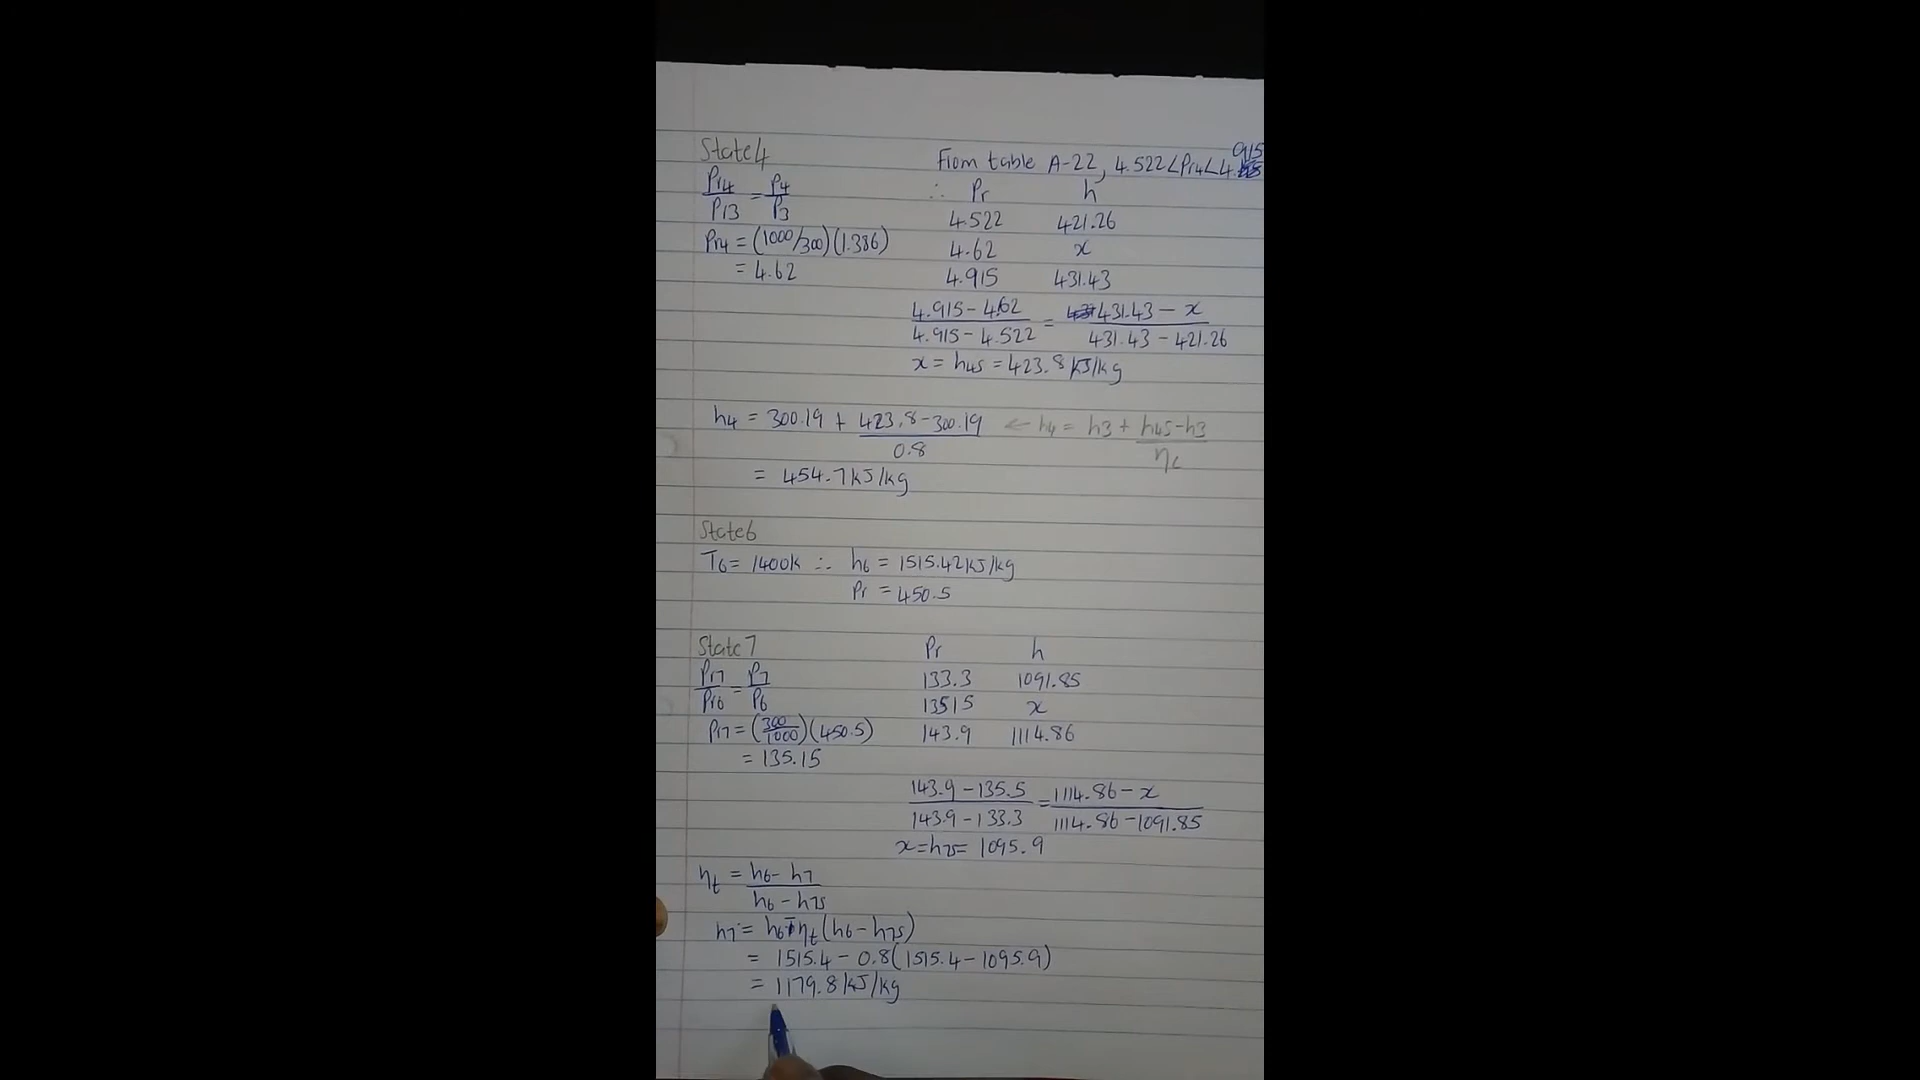 State 4
Pr4/Pr3 = P4/P3
Pr4 = (1000/300)(1.386)
= 4.62
From table A-22, 4.522<Pr4<4.915
∴ Pr h
4.522 421.26
4.62 x
4.915 431.43
(4.915 - 4.62)/(4.915 - 4.522) = (431.43 - x)/(431.43 - 421.26)
x = h4s = 423.8 kJ/kg
h4 = 300.19 + (423.8 - 300.19)/0.8 ← h4 = h3 + (h4s - h3)/ηc
= 454.7 kJ/kg
State 6
T6 = 1400K ∴ h6 = 1515.42 kJ/kg
Pr = 450.5
State 7
Pr7/Pr6 = P7/P6
Pr7 = (300/1000)(450.5)
= 135.15
Pr h
133.3 1091.85
135.15 x
143.9 1114.86
(143.9 - 135.5)/(143.9 - 133.3) = (1114.86 - x)/(1114.86 - 1091.85)
x = h7s = 1095.9
ηt = (h6 - h7)/(h6 - h7s)
h7 = h6 - ηt(h6 - h7s)
= 1515.4 - 0.8(1515.4 - 1095.9)
= 1179.8 kJ/kg